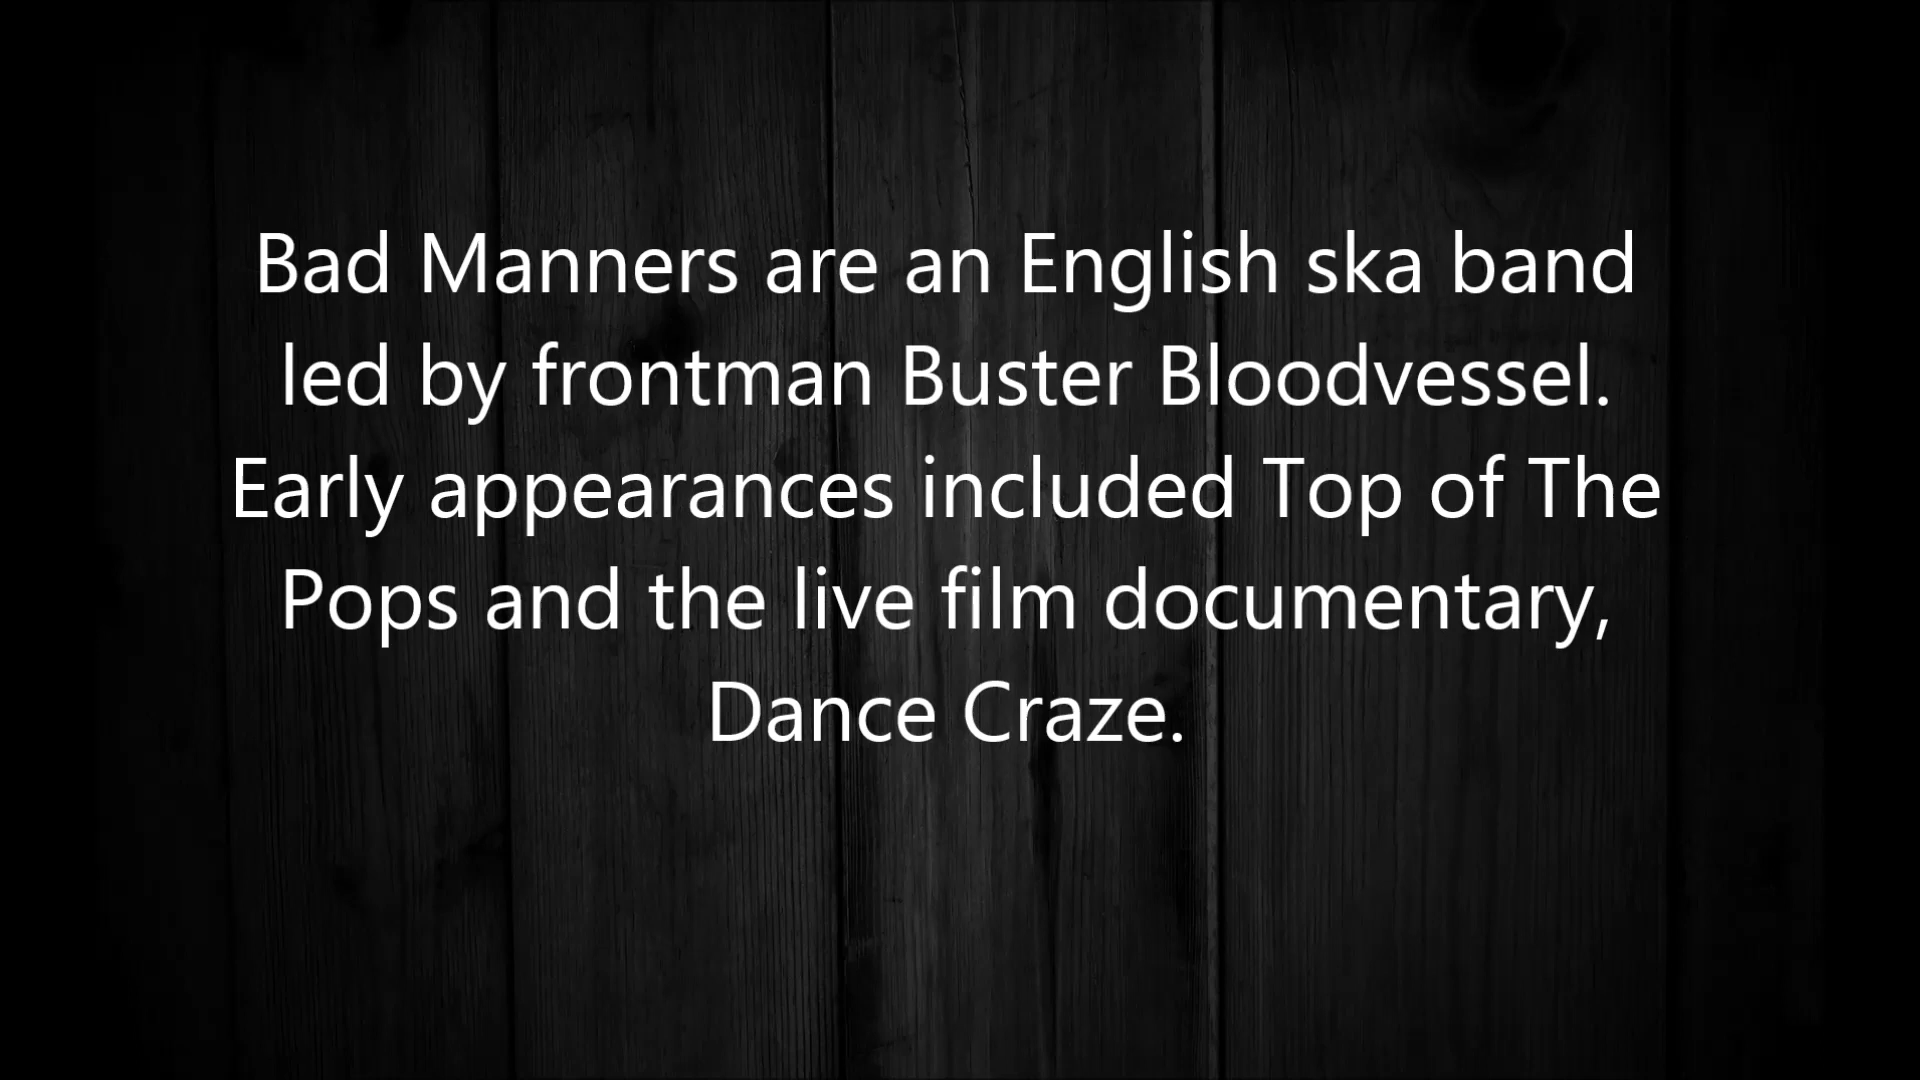 Bad Manners are an English ska band
led by frontman Buster Bloodvessel.
Early appearances included Top of The
Pops and the live film documentary,
Dance Craze.